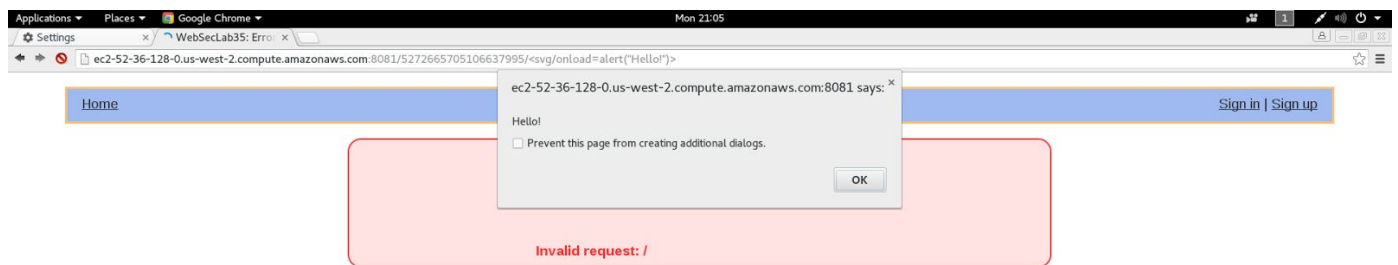 Applications Places Google Chrome Mon 21:05 1
Settings × WebSecLab35: Erro ×
ec2-52-36-128-0.us-west-2.compute.amazonaws.com:8081/5272665705106637995/<svg/onload=alert("Hello!")>
ec2-52-36-128-0.us-west-2.compute.amazonaws.com:8081 says: ×
Home Sign in | Sign up
Hello!
Prevent this page from creating additional dialogs.
OK
Invalid request: /